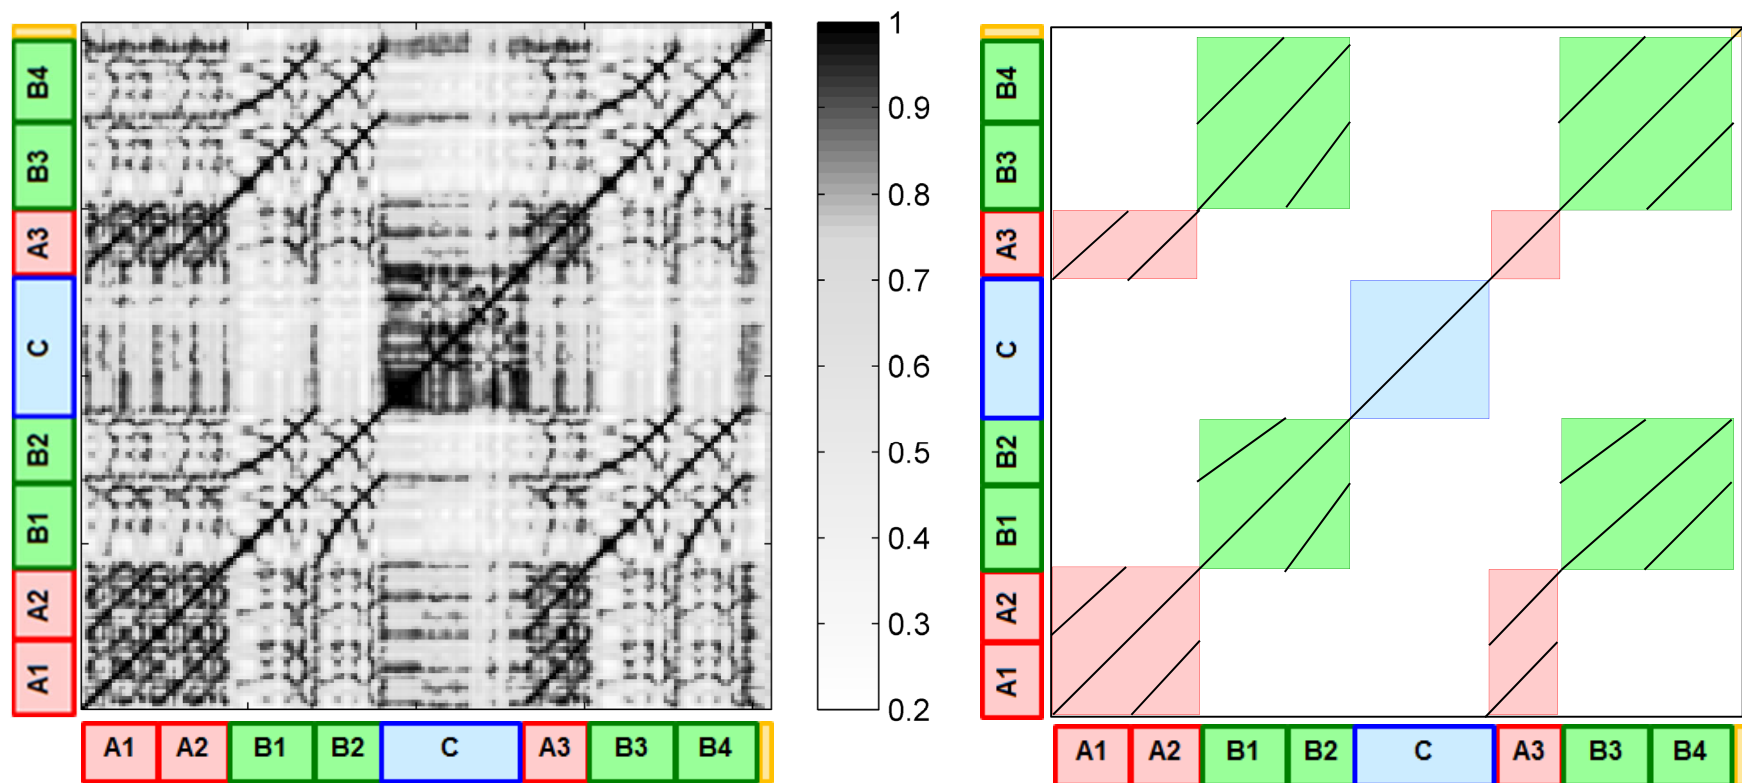 B4
B3
A3
C
B2
B1
A2
A1
A1 A2 B1 B2 C A3 B3 B4
1
0.9
0.8
0.7
0.6
0.5
0.4
0.3
0.2
B4
B3
A3
C
B2
B1
A2
A1
A1 A2 B1 B2 C A3 B3 B4